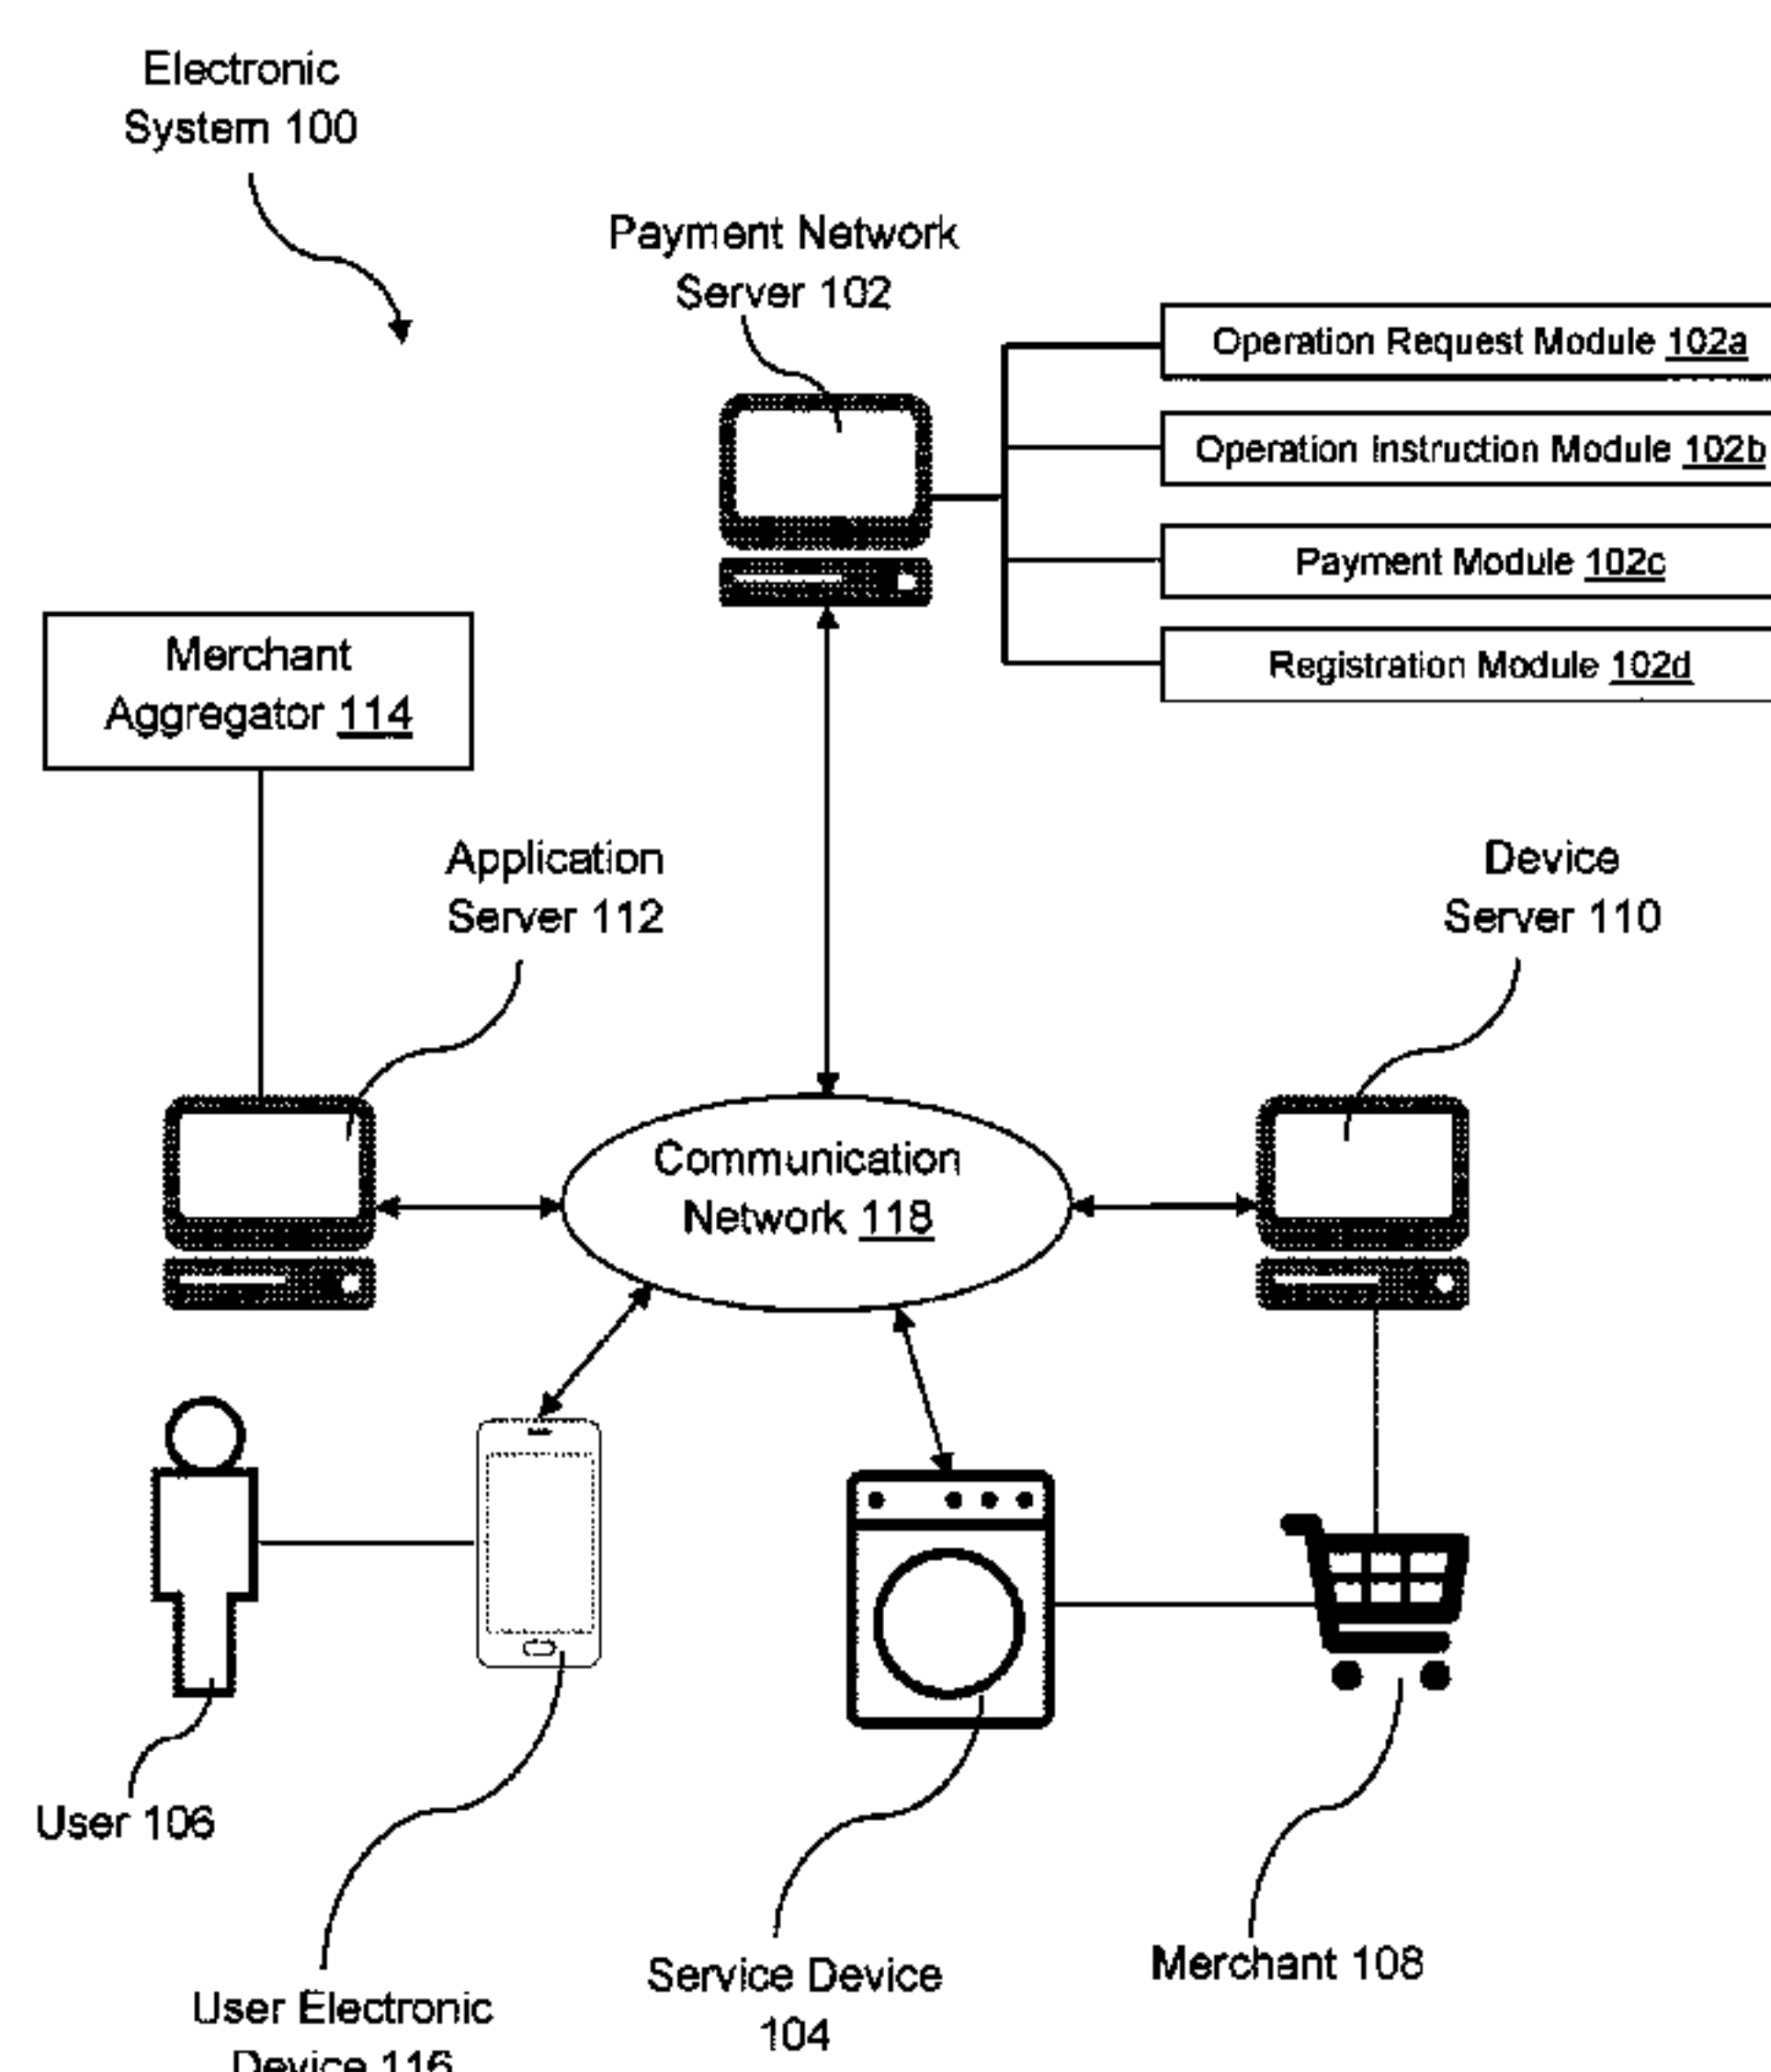 Electronic
System 100
Payment Network
Server 102
Operation Request Module 102a
Operation Instruction Module 102b
Payment Module 102c
Registration Module 102d
Merchant
Aggregator 114
Application
Server 112
Device
Server 110
Communication
Network 118
User 106
User Electronic
Device 116
Service Device
104
Merchant 108